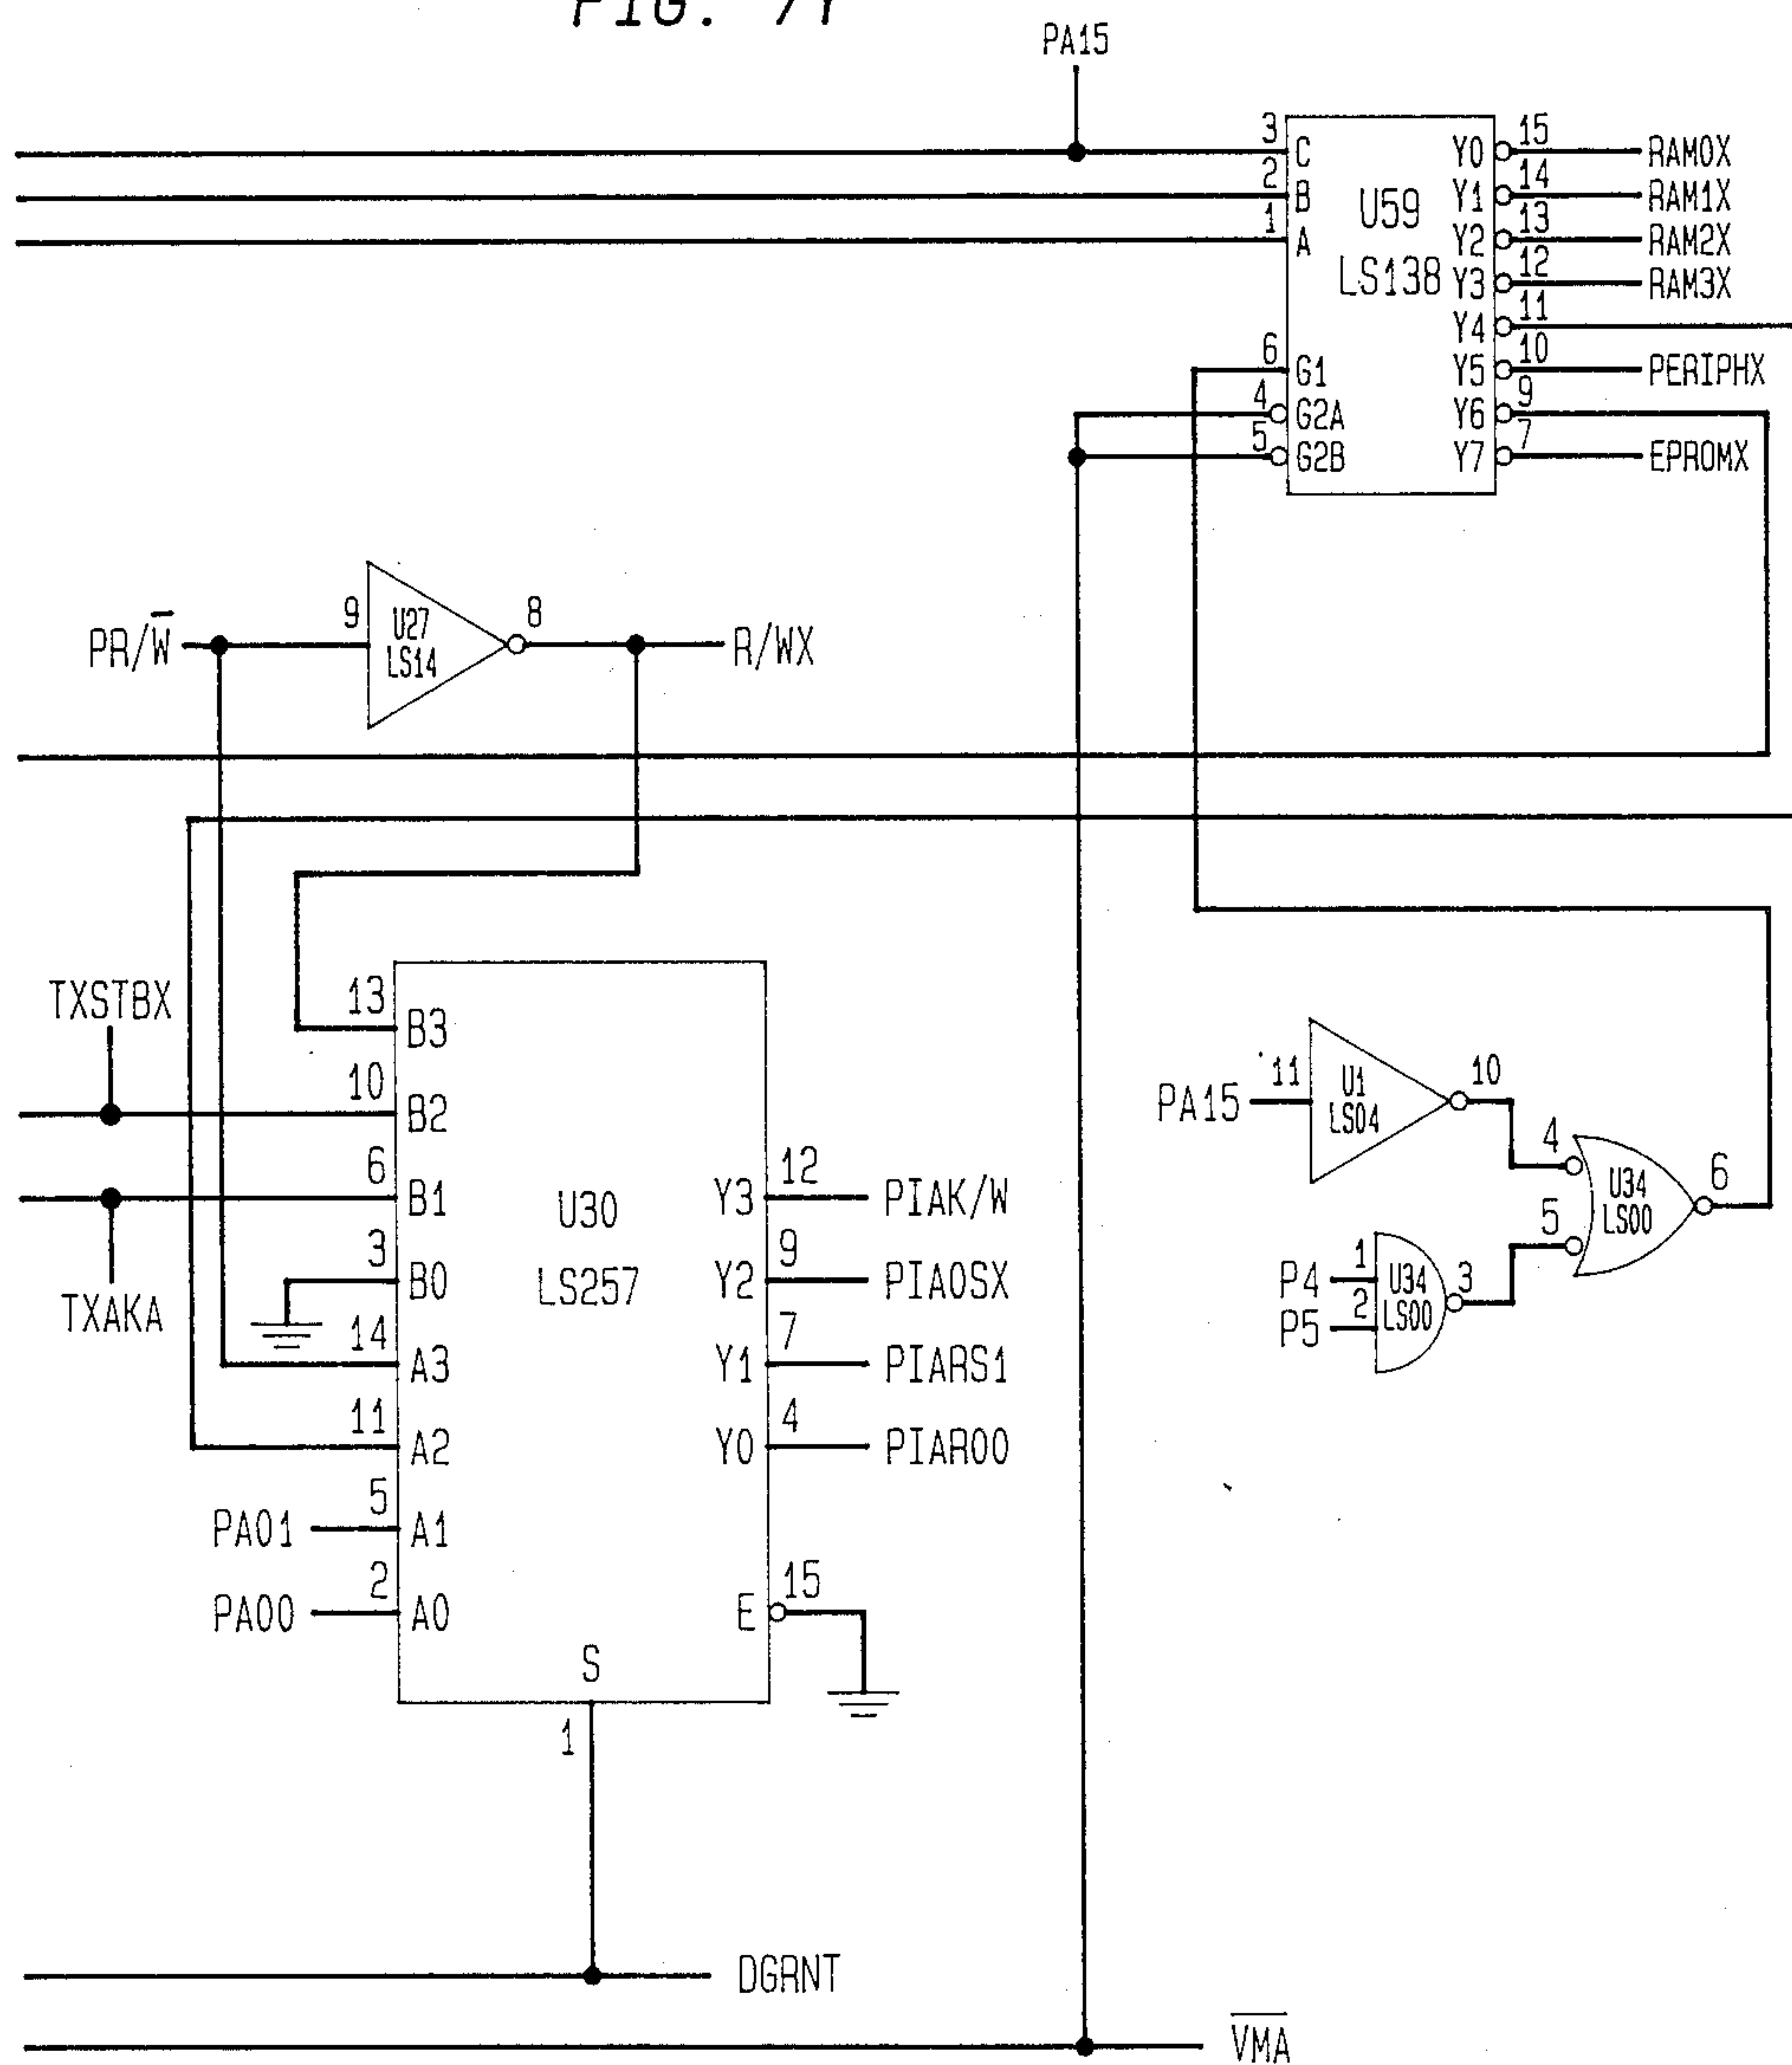 FIG. 7Y
PA15
3 C Y0 15 RAM0X
2 B Y1 14 RAM1X
U59
1 A Y2 13 RAM2X
LS138 Y3 12 RAM3X
Y4 11
6 G1 Y5 10 PERIPHX
4 G2A Y6 9
5 G2B Y7 7 EPROMX
PR/W̅ 9 U27 8 R/WX
LS14
TXSTBX
13 B3
10 B2
6 B1
3 B0
TXAKA
14 A3
11 A2
PA01 5 A1
PA00 2 A0
U30
LS257
Y3 12 PIAK/W
Y2 9 PIA0SX
Y1 7 PIARS1
Y0 4 PIAR00
E 15
S
1
PA15 11 U1 10
LS04
4
5
U34 6
LS00
P4 1 U34 3
P5 2 LS00
DGRNT
V̅M̅A̅